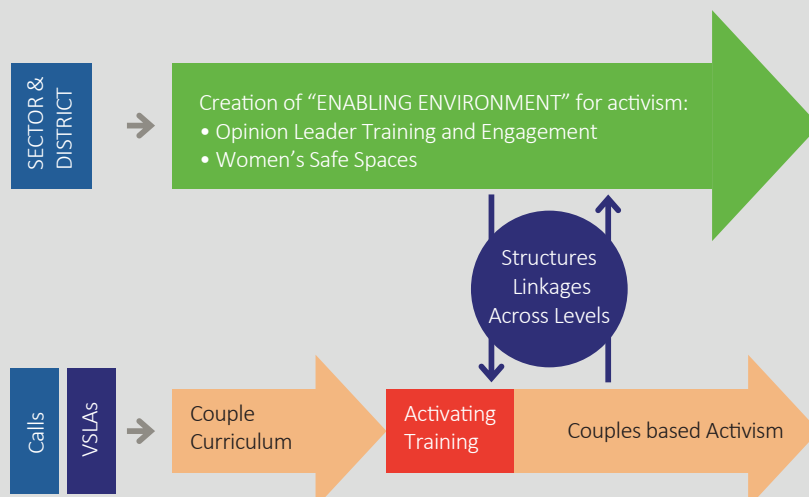 SECTOR &
DISTRICT
Creation of “ENABLING ENVIRONMENT” for activism:
• Opinion Leader Training and Engagement
• Women’s Safe Spaces
Structures
Linkages
Across Levels
Calls
VSLAs
Couple
Curriculum
Activating
Training
Couples based Activism